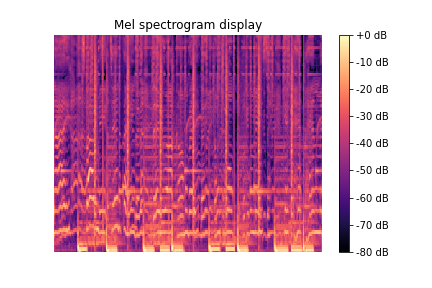 Mel spectrogram display
+0 dB
-10 dB
-20 dB
-30 dB
-40 dB
-50 dB
-60 dB
-70 dB
-80 dB